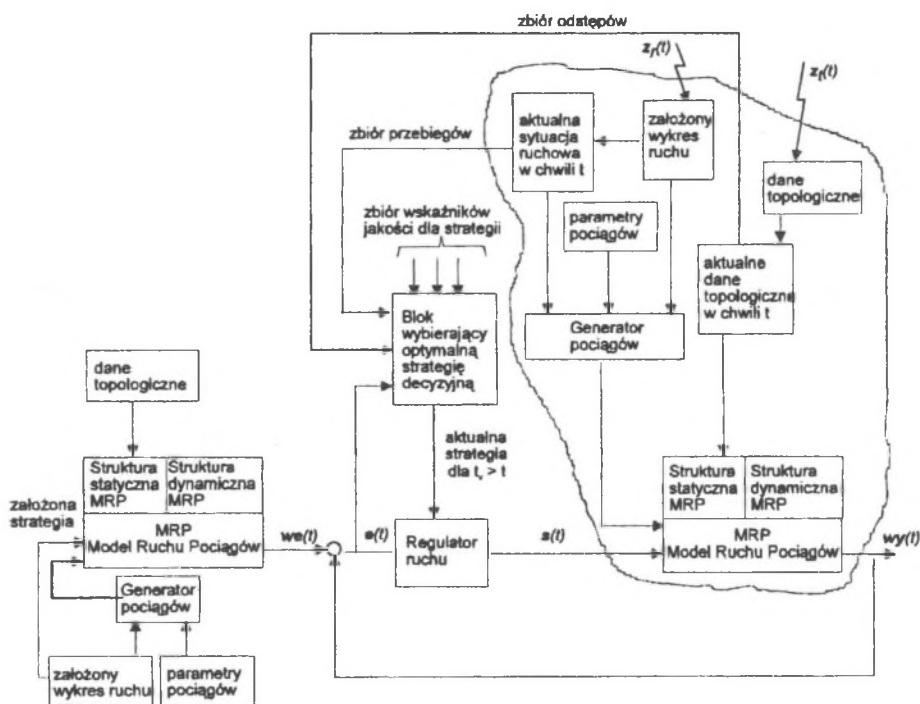 zbiór odstępów
z_r(t)
z_t(t)
aktualna
sytuacja
ruchowa
w chwili t
założony
wykres
ruchu
zbiór przebiegów
dane
topologiczne
zbiór wskaźników
jakości dla strategii
parametry
pociągów
aktualne
dane
topologiczne
w chwili t
Blok
wybierający
optymalną
strategię
decyzyjną
Generator
pociągów
dane
topologiczne
aktualna
strategia
dla t_v > t
Struktura
statyczna
MRP
Struktura
dynamiczna
MRP
założona
strategia
MRP
Model Ruchu Pociągów
we(t)
e(t)
Regulator
ruchu
s(t)
Struktura
statyczna
MRP
Struktura
dynamiczna
MRP
MRP
Model Ruchu Pociągów
wy(t)
Generator
pociągów
założony
wykres ruchu
parametry
pociągów